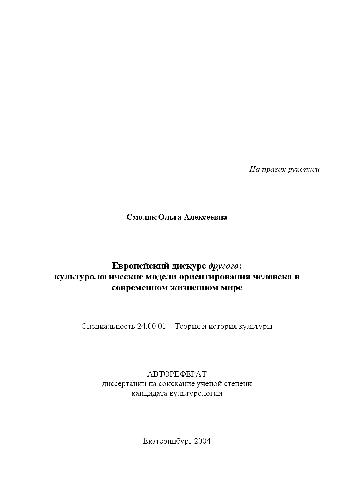 На правах рукописи
Смолик Ольга Алексеевна
Европейский дискурс другого:
культурологические модели ориентирования человека в
современном жизненном мире
Специальность 24.00.01 – Теория и история культуры
АВТОРЕФЕРАТ
диссертации на соискание ученой степени
кандидата культурологии
Екатеринбург 2004